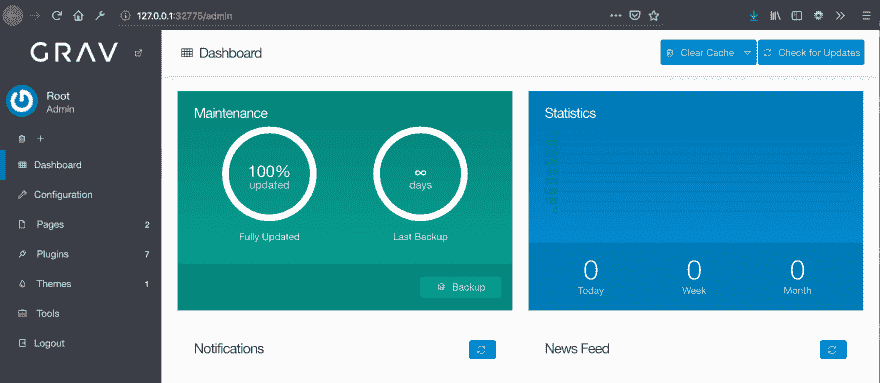 127.0.0.1:32775/admin
GRAV
Dashboard
Clear Cache
Check for Updates
Root
Admin
Dashboard
Configuration
Pages 2
Plugins 7
Themes 1
Tools
Logout
Maintenance
100%
updated
Fully Updated
∞
days
Last Backup
Backup
Statistics
0
Today
0
Week
0
Month
Notifications
News Feed